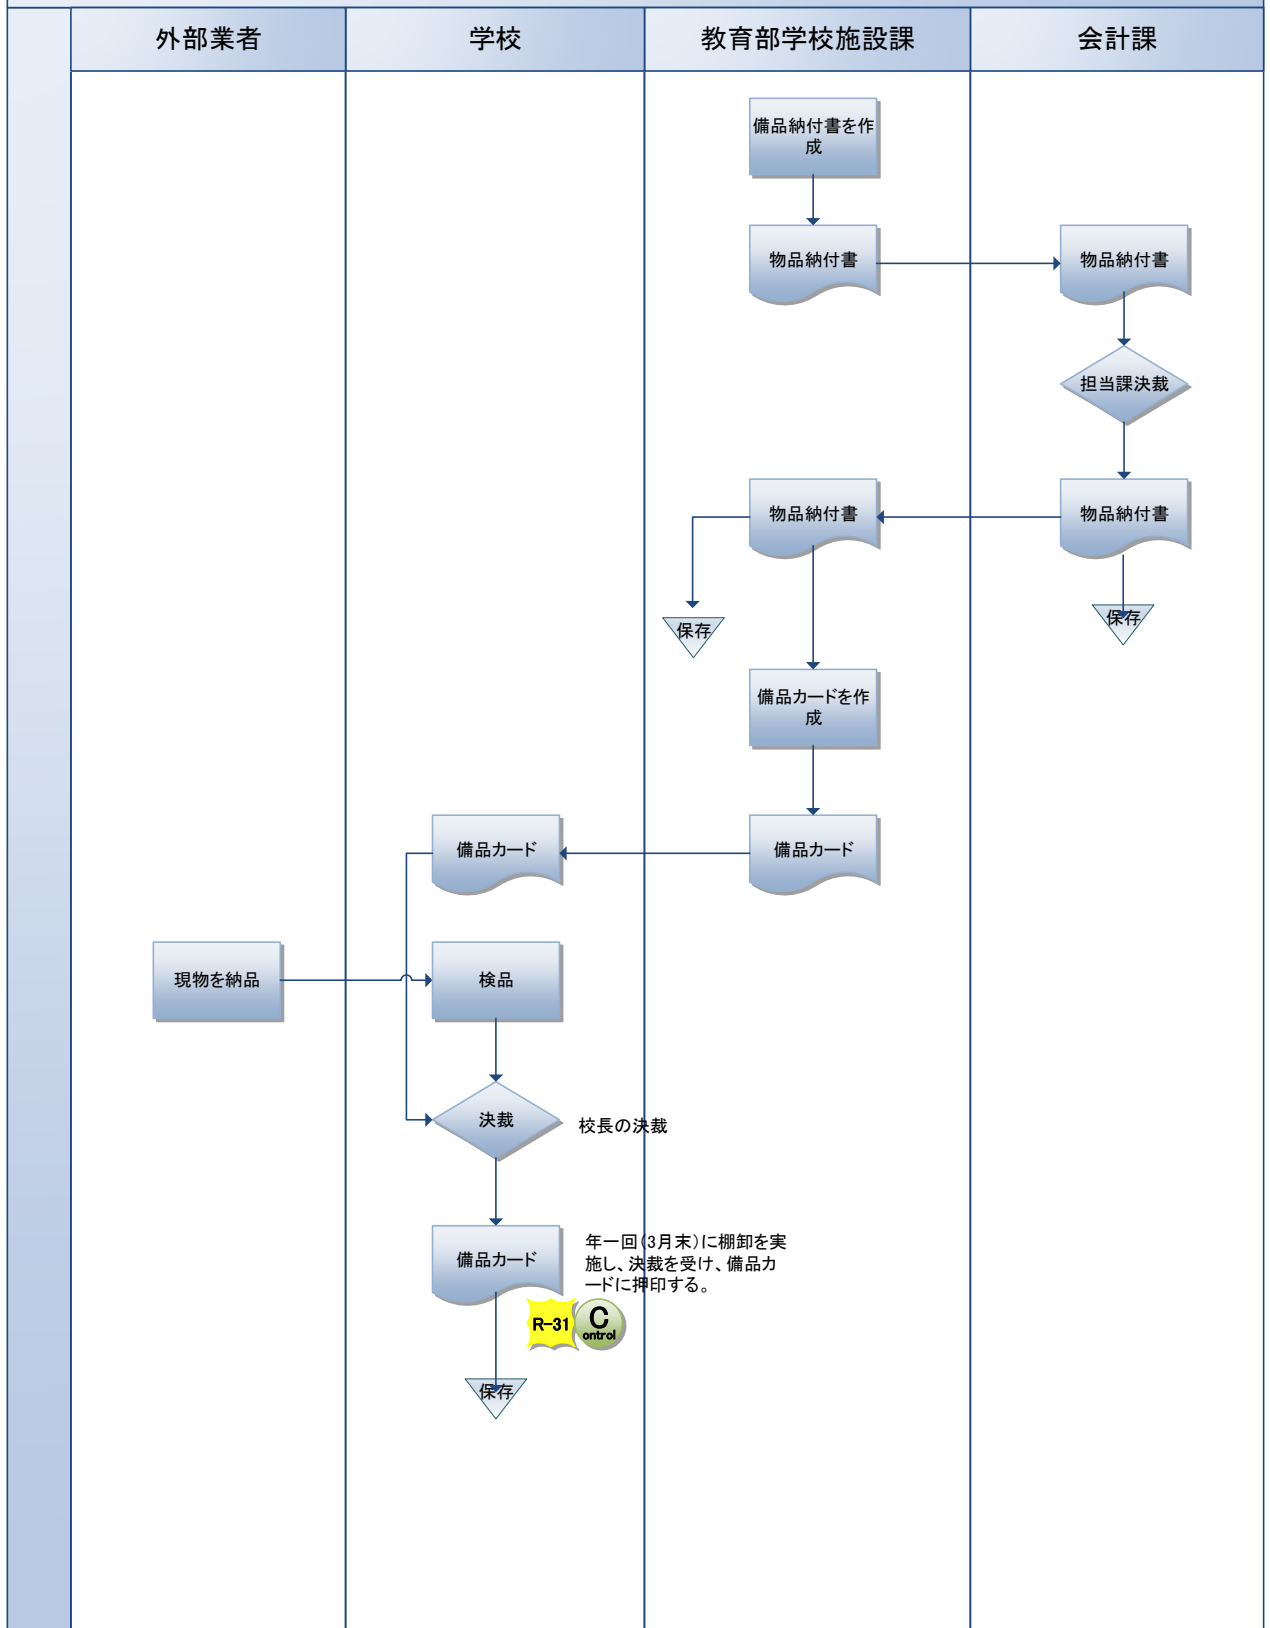 外部業者
学校
教育部学校施設課
会計課
備品納付書を作
成
物品納付書
物品納付書
担当課決裁
物品納付書
物品納付書
保存
保存
備品カードを作
成
備品カード
備品カード
現物を納品
検品
決裁
校長の決裁
備品カード
年一回(3月末)に棚卸を実
施し、決裁を受け、備品カ
ードに押印する。
R-31
C
ontrol
保存